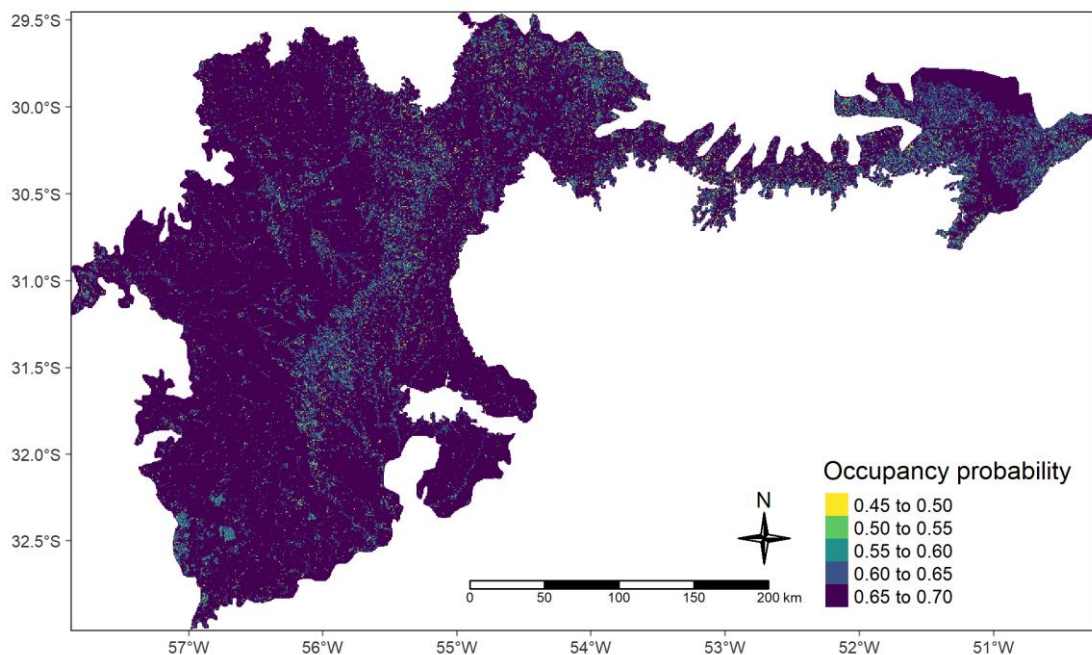 29.5°S
30.0°S
30.5°S
31.0°S
31.5°S
32.0°S
32.5°S
Occupancy probability
0.45 to 0.50
0.50 to 0.55
0.55 to 0.60
0.60 to 0.65
0.65 to 0.70
N
0 50 100 150 200 km
57°W 56°W 55°W 54°W 53°W 52°W 51°W